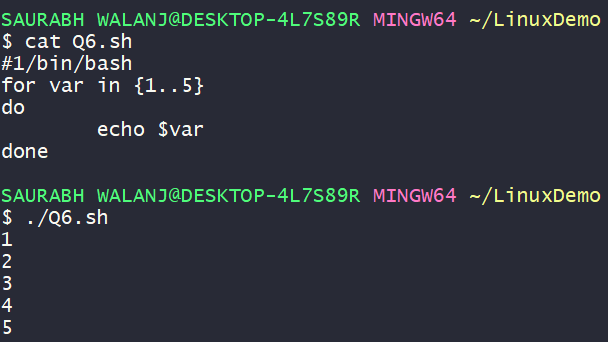 SAURABH WALANJ@DESKTOP-4L7S89R MINGW64 ~/LinuxDemo
$ cat Q6.sh
#1/bin/bash
for var in {1..5}
do
        echo $var
done

SAURABH WALANJ@DESKTOP-4L7S89R MINGW64 ~/LinuxDemo
$ ./Q6.sh
1
2
3
4
5